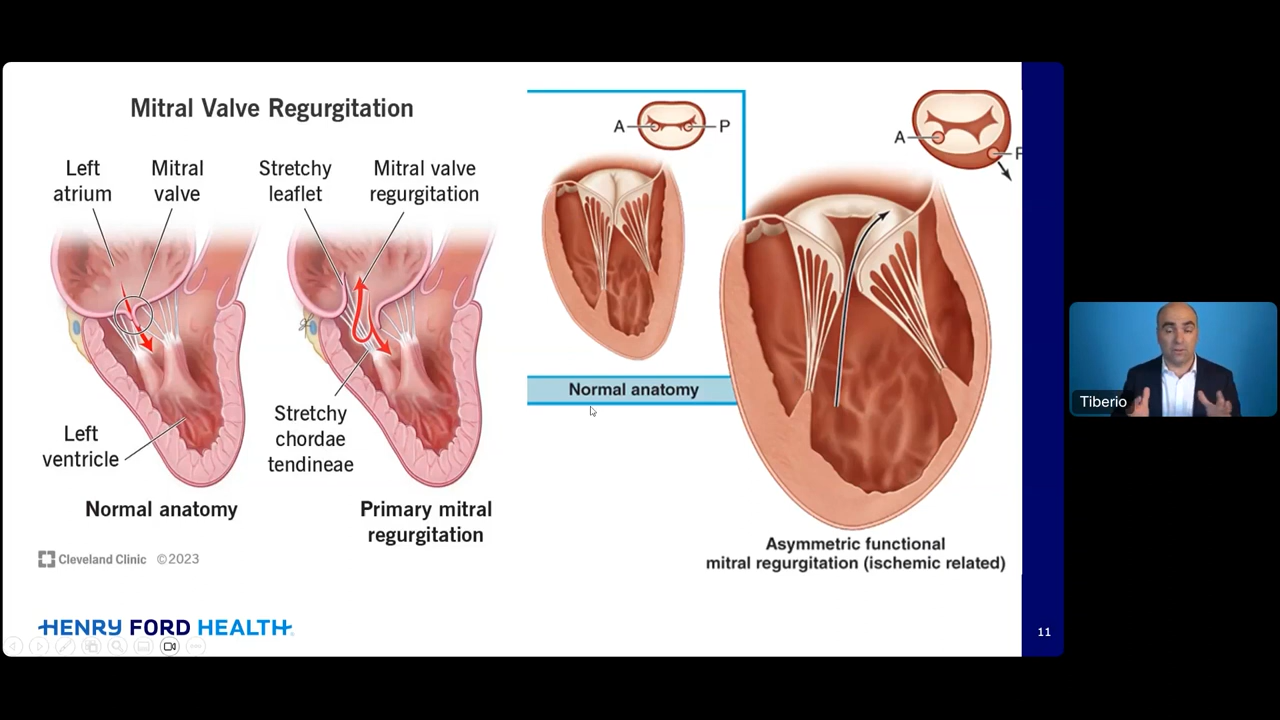 Mitral Valve Regurgitation
Left
atrium
Mitral
valve
Stretchy
leaflet
Mitral valve
regurgitation
Left
ventricle
Stretchy
chordae
tendineae
Normal anatomy
Primary mitral
regurgitation
Cleveland Clinic ©2023
A
P
Normal anatomy
A
Asymmetric functional
mitral regurgitation (ischemic related)
HENRY FORD HEALTH
11
Tiberio